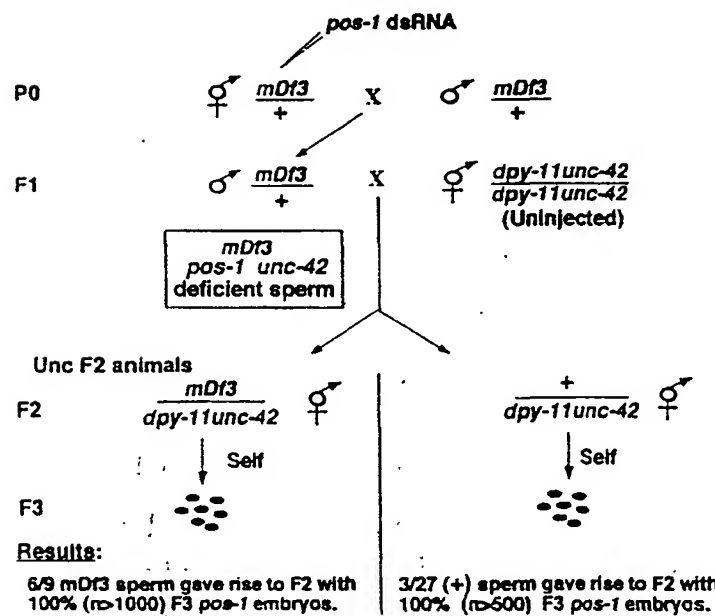 pos-1 dsRNA
P0 mDf3 X mDf3
+ +
F1 mDf3 X dpy-11unc-42
+ dpy-11unc-42
(Uninjected)
mDf3
pos-1 unc-42
deficient sperm
Unc F2 animals
mDf3 +
F2 dpy-11unc-42 dpy-11unc-42
Self Self
F3
Results:
6/9 mDf3 sperm gave rise to F2 with
100% (n>1000) F3 pos-1 embryos.
3/27 (+) sperm gave rise to F2 with
100% (n>500) F3 pos-1 embryos.